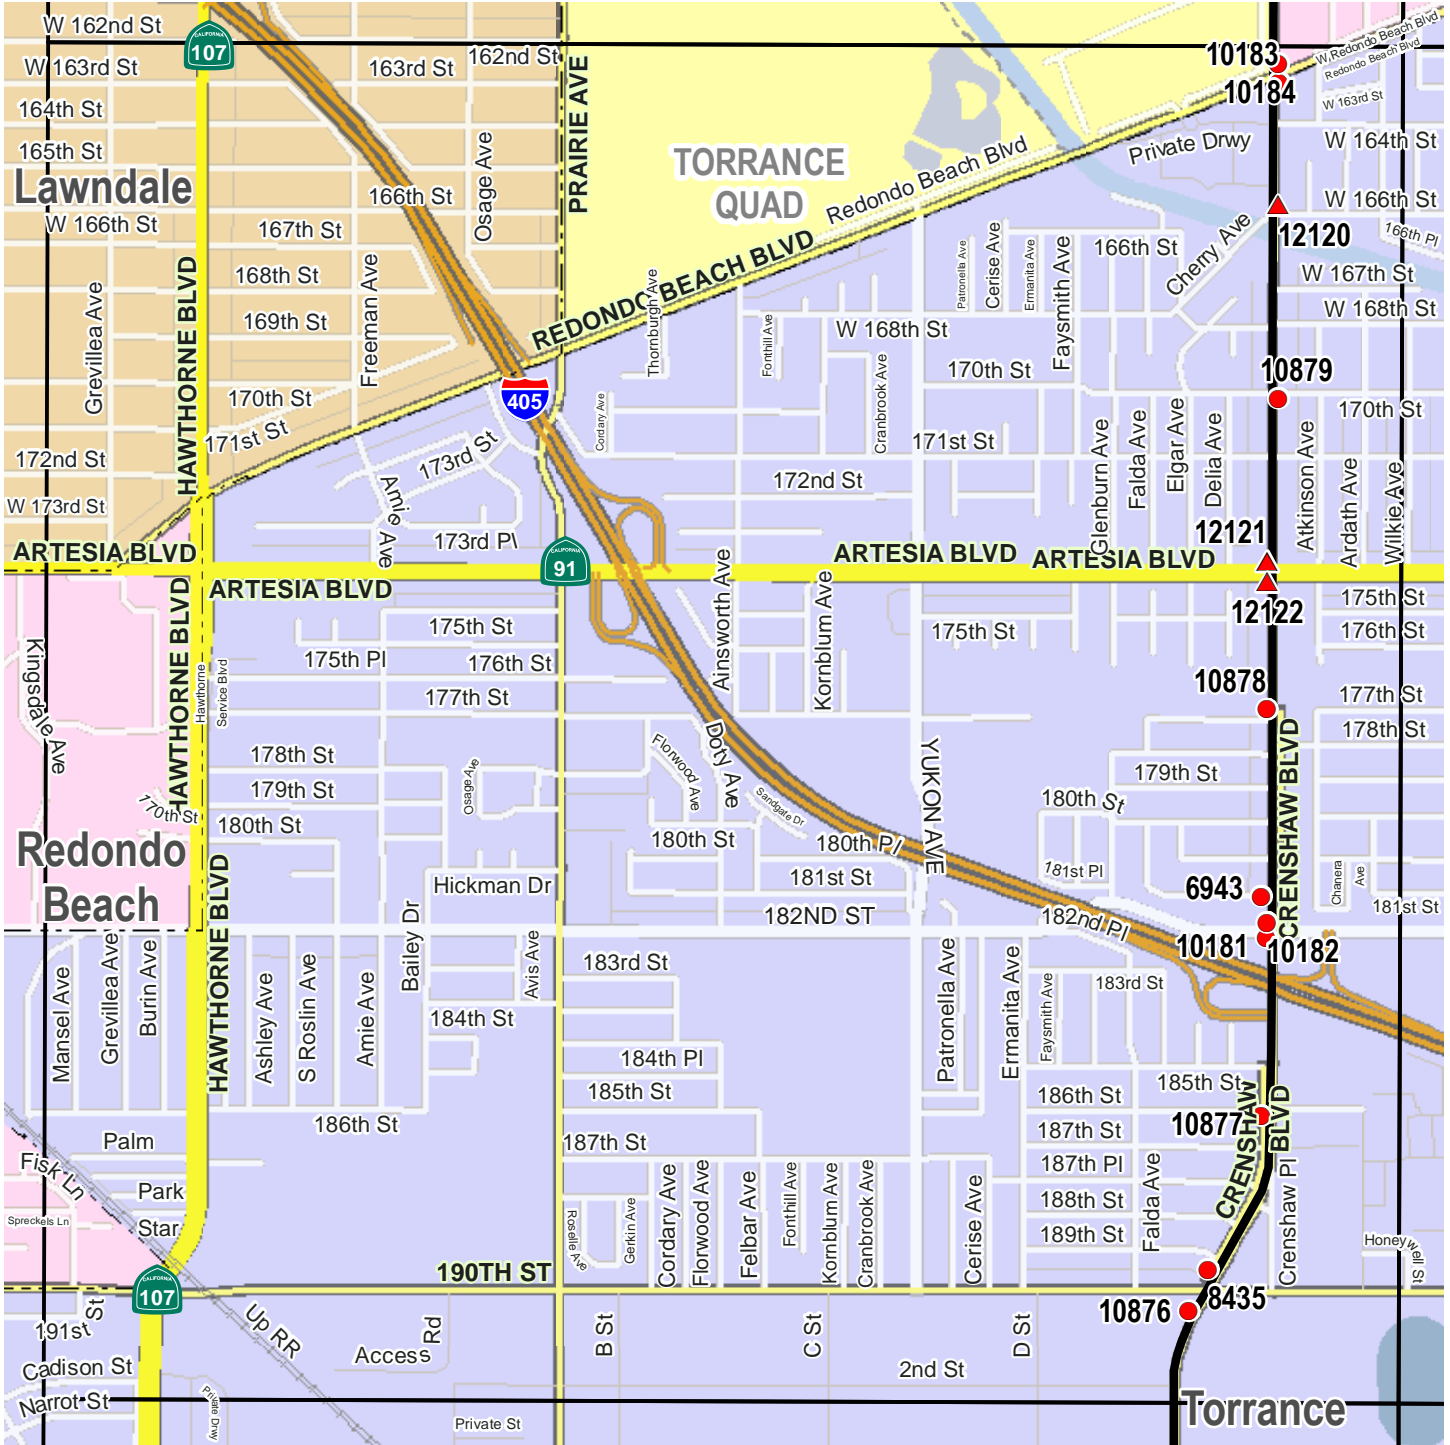 W 162nd St
CALIFORNIA
107
W 163rd St
163rd St
162nd St
10183
W Redondo Beach Blvd
Redondo Beach Blvd
10184
164th St
W 163rd St
165th St
Osage Ave
PRAIRIE AVE
TORRANCE
QUAD
Redondo Beach Blvd
Private Drwy
W 164th St
Lawndale
166th St
W 166th St
W 166th St
167th St
12120
166th Pl
166th St
Cherry Ave
168th St
HAWTHORNE BLVD
Freeman Ave
REDONDO BEACH BLVD
Thornburgh Ave
Patronella Ave
Cerise Ave
Ermanita Ave
Faysmith Ave
W 167th St
W 168th St
Grevillea Ave
169th St
Fonthill Ave
W 168th St
170th St
10879
170th St
405
Cordary Ave
Cranbrook Ave
170th St
171st St
173rd St
171st St
Glenburn Ave
Falda Ave
Elgar Ave
Delia Ave
Atkinson Ave
Ardath Ave
Wilkie Ave
172nd St
172nd St
W 173rd St
Amie Ave
173rd Pl
12121
ARTESIA BLVD
ARTESIA BLVD
ARTESIA BLVD
ARTESIA BLVD
CALIFORNIA
91
12122
175th St
176th St
175th St
175th St
Ainsworth Ave
Kornblum Ave
HAWTHORNE BLVD
Hawthorne
Service Blvd
Kingsdale Ave
175th Pl
176th St
177th St
10878
177th St
178th St
CRENSHAW BLVD
178th St
179th St
Osage Ave
Florwood Ave
Doty Ave
Sandgate Dr
YUKON AVE
179th St
170th St
180th St
180th St
180th Pl
180th St
Redondo
Beach
HAWTHORNE BLVD
Hickman Dr
181st St
181st Pl
6943
Chanera
Ave
181st St
182ND ST
182nd Pl
10181
10182
Mansel Ave
Grevillea Ave
Burin Ave
Ashley Ave
S Roslin Ave
Amie Ave
Bailey Dr
Avis Ave
183rd St
Patronella Ave
Ermanita Ave
Faysmith Ave
183rd St
184th St
184th Pl
185th St
185th St
186th St
186th St
10877
CRENSHAW
BLVD
Palm
187th St
187th St
Fisk Ln
187th Pl
Park
188th St
Spreckels Ln
Star
189th St
Roselle Ave
Gerkin Ave
Cordary Ave
Florwood Ave
Felbar Ave
Fonthill Ave
Kornblum Ave
Cranbrook Ave
Cerise Ave
Falda Ave
Crenshaw Pl
Honeywell St
190TH ST
CALIFORNIA
107
8435
10876
191st St
Up RR
Access Rd
B St
C St
D St
Cadison St
2nd St
Narrot St
Private Drwy
Private St
Torrance